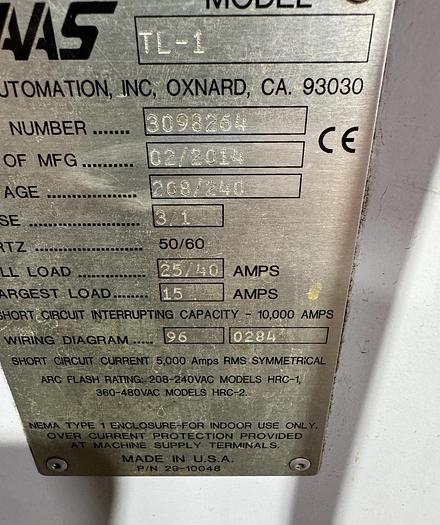 MODEL
AAS TL-1
UTOMATION, INC, OXNARD, CA. 93030
NUMBER ....... 3098264
OF MFG ....... 02/2014
AGE ............... 208/240
SE ............... 3/1
RTZ ............... 50/60
LL LOAD ........... 25/40 AMPS
ARGEST LOAD....... 15 AMPS
SHORT CIRCUIT INTERRUPTING CAPACITY - 10,000 AMPS
WIRING DIAGRAM ..... 96 0284
SHORT CIRCUIT CURRENT 5,000 Amps RMS SYMMETRICAL
ARC FLASH RATING: 208-240VAC MODELS HRC-1,
360-480VAC MODELS HRC-2.
NEMA TYPE 1 ENCLOSURE-FOR INDOOR USE ONLY.
OVER CURRENT PROTECTION PROVIDED
AT MACHINE SUPPLY TERMINALS.
MADE IN U.S.A.
P/N 29-10048
CE